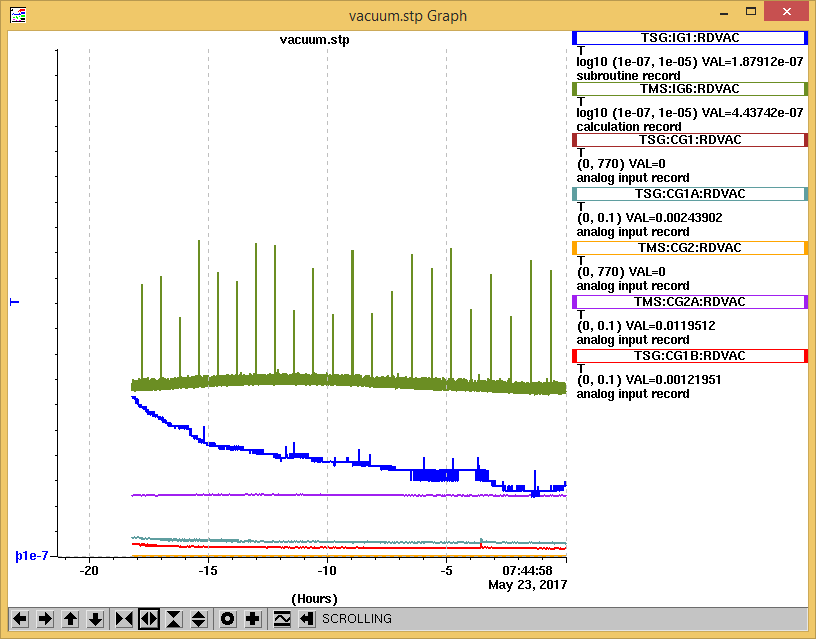 vacuum.stp Graph
vacuum.stp
T
þ1e-7
-20
-15
-10
-5
07:44:58
May 23, 2017
(Hours)
TSG:IG1:RDVAC
T
log10 (1e-07, 1e-05) VAL=1.87912e-07
subroutine record
TMS:IG6:RDVAC
T
log10 (1e-07, 1e-05) VAL=4.43742e-07
calculation record
TSG:CG1:RDVAC
T
(0, 770) VAL=0
analog input record
TSG:CG1A:RDVAC
T
(0, 0.1) VAL=0.00243902
analog input record
TMS:CG2:RDVAC
T
(0, 770) VAL=0
analog input record
TMS:CG2A:RDVAC
T
(0, 0.1) VAL=0.0119512
analog input record
TSG:CG1B:RDVAC
T
(0, 0.1) VAL=0.00121951
analog input record
SCROLLING